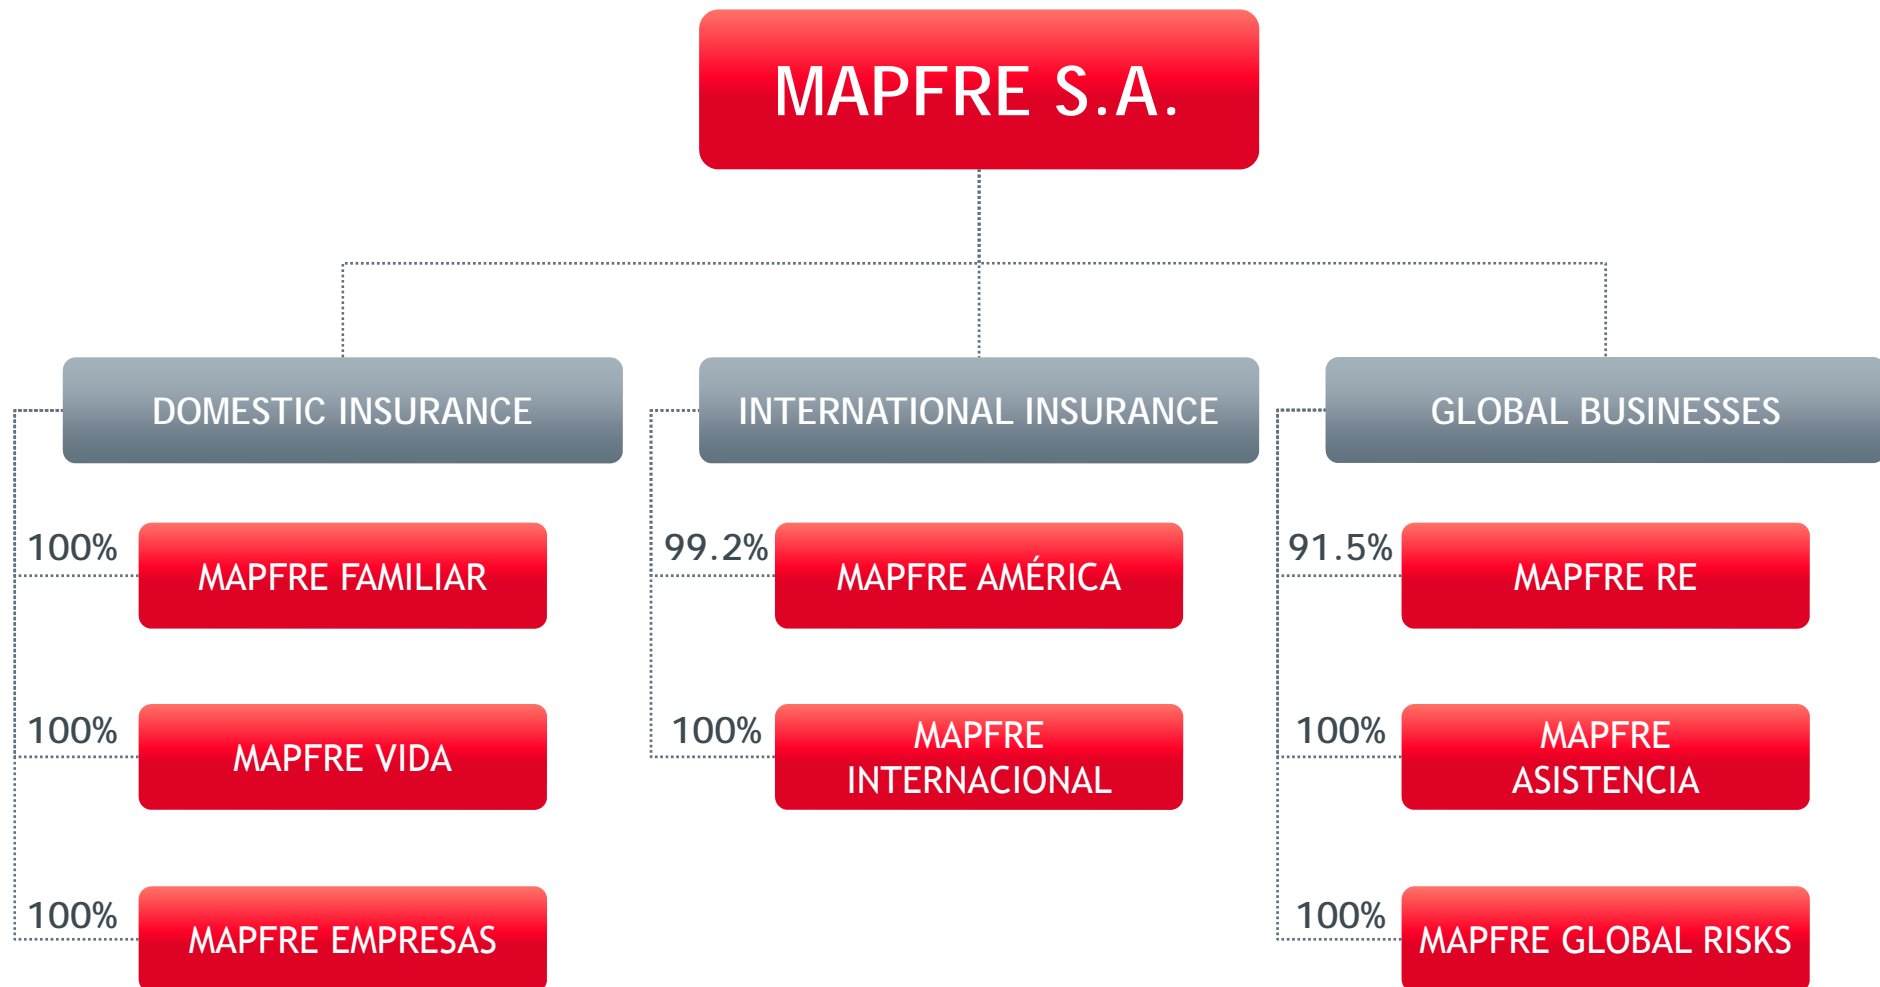 MAPFRE S.A.
DOMESTIC INSURANCE
INTERNATIONAL INSURANCE
GLOBAL BUSINESSES
100%
MAPFRE FAMILIAR
99.2%
MAPFRE AMÉRICA
91.5%
MAPFRE RE
100%
MAPFRE VIDA
100%
MAPFRE
INTERNACIONAL
100%
MAPFRE
ASISTENCIA
100%
MAPFRE EMPRESAS
100%
MAPFRE GLOBAL RISKS